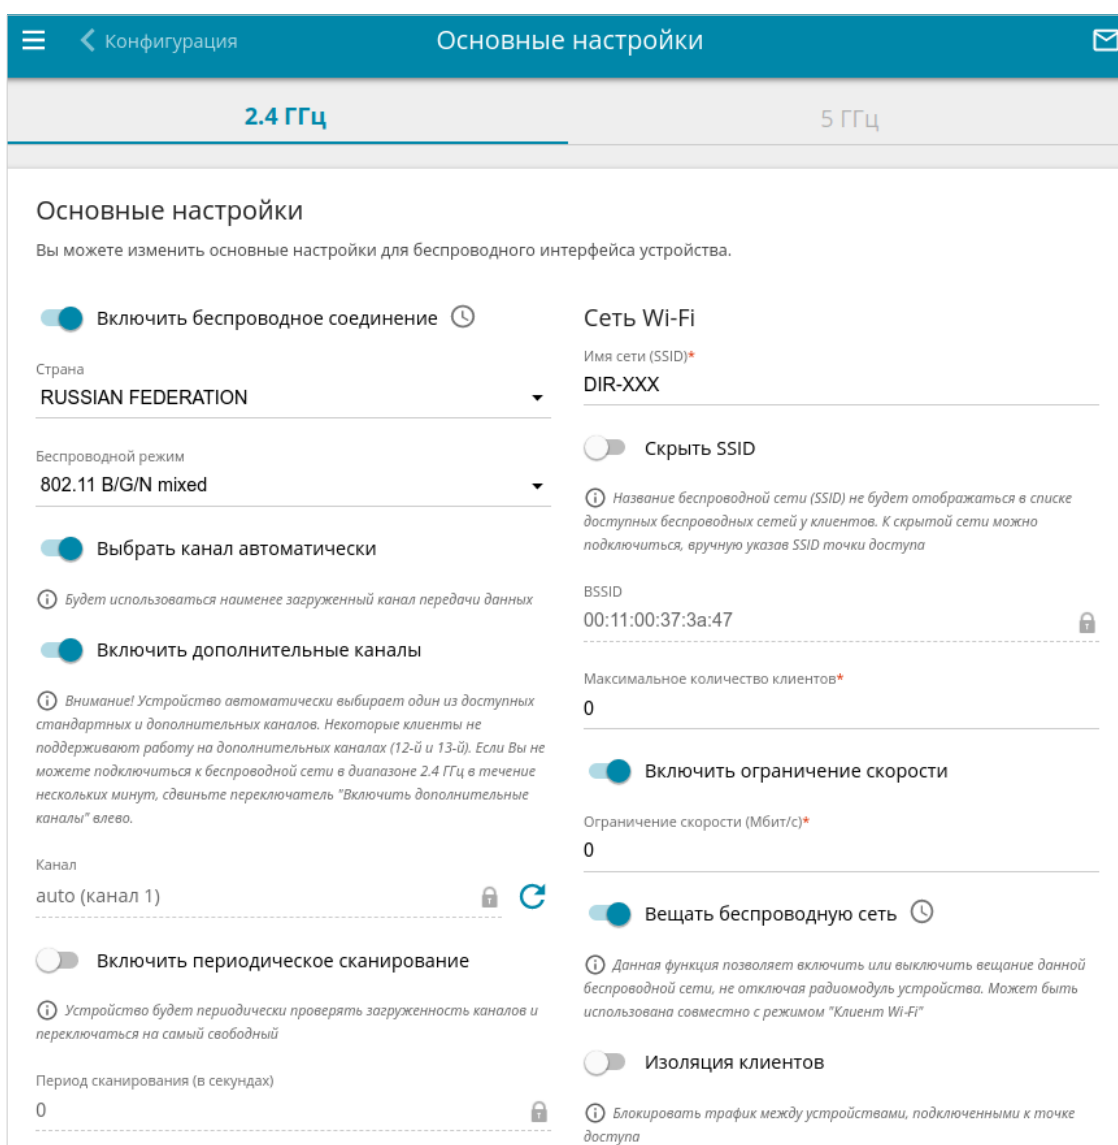 Конфигурация
Основные настройки
2.4 ГГц
5 ГГц
Основные настройки
Вы можете изменить основные настройки для беспроводного интерфейса устройства.
Включить беспроводное соединение
Страна
RUSSIAN FEDERATION
Беспроводной режим
802.11 B/G/N mixed
Выбрать канал автоматически
Будет использоваться наименее загруженный канал передачи данных
Включить дополнительные каналы
Внимание! Устройство автоматически выбирает один из доступных
стандартных и дополнительных каналов. Некоторые клиенты не
поддерживают работу на дополнительных каналах (12-й и 13-й). Если Вы не
можете подключиться к беспроводной сети в диапазоне 2.4 ГГц в течение
нескольких минут, сдвиньте переключатель "Включить дополнительные
каналы" влево.
Канал
auto (канал 1)
Включить периодическое сканирование
Устройство будет периодически проверять загруженность каналов и
переключаться на самый свободный
Период сканирования (в секундах)
0
Сеть Wi-Fi
Имя сети (SSID)*
DIR-XXX
Скрыть SSID
Название беспроводной сети (SSID) не будет отображаться в списке
доступных беспроводных сетей у клиентов. К скрытой сети можно
подключиться, вручную указав SSID точки доступа
BSSID
00:11:00:37:3a:47
Максимальное количество клиентов*
0
Включить ограничение скорости
Ограничение скорости (Мбит/с)*
0
Вещать беспроводную сеть
Данная функция позволяет включить или выключить вещание данной
беспроводной сети, не отключая радиомодуль устройства. Может быть
использована совместно с режимом "Клиент Wi-Fi"
Изоляция клиентов
Блокировать трафик между устройствами, подключенными к точке
доступа